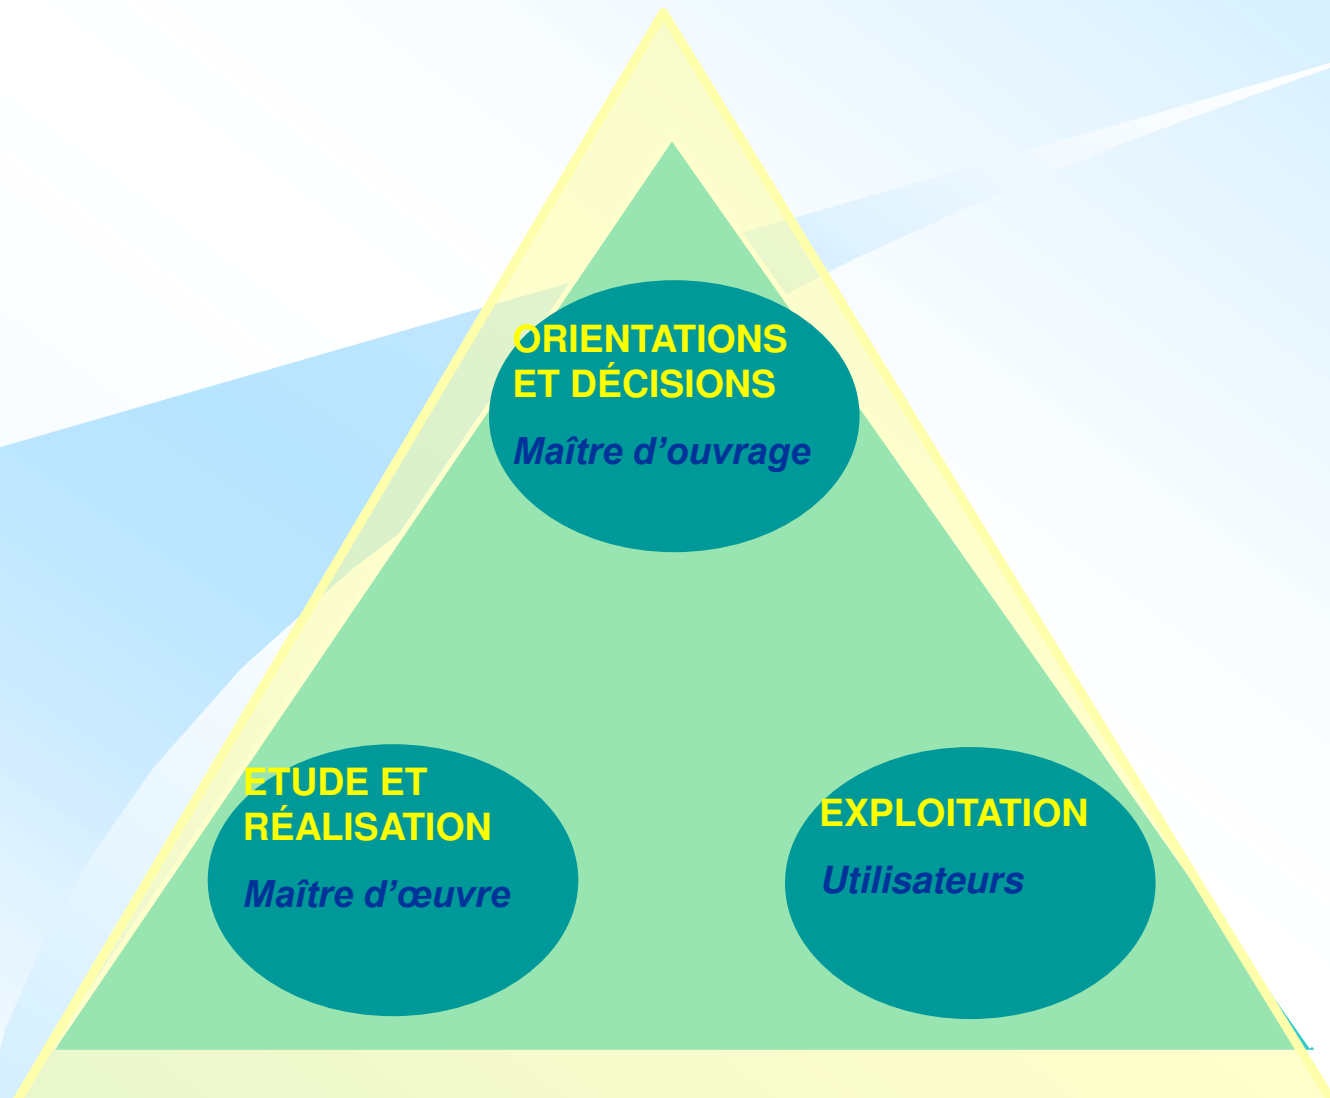 ORIENTATIONS
ET DÉCISIONS
Maître d’ouvrage
ETUDE ET
RÉALISATION
Maître d’œuvre
EXPLOITATION
Utilisateurs